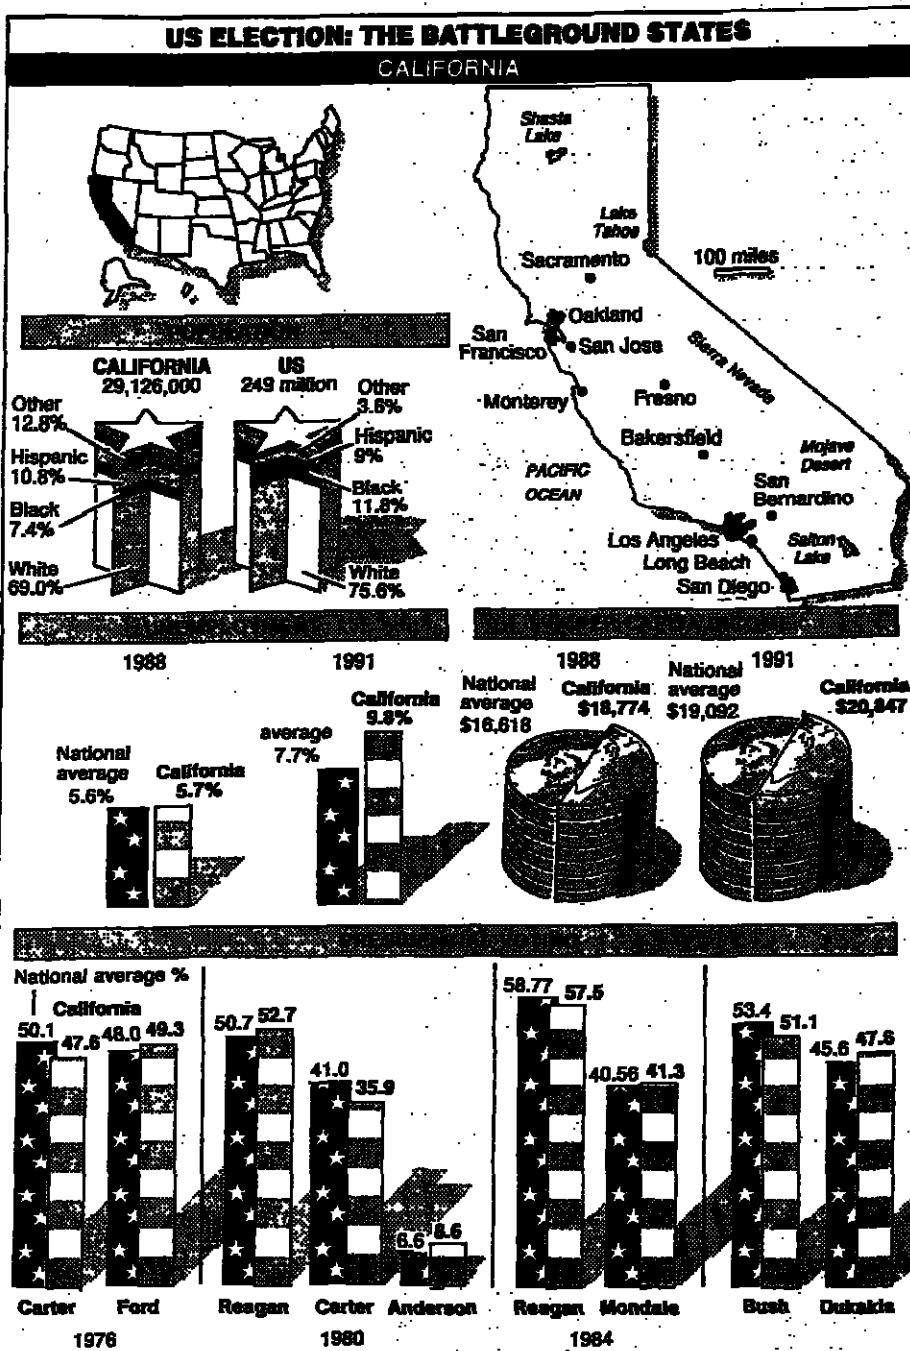 US ELECTION: THE BATTLEGROUND STATES
CALIFORNIA
Shasta
Lake
Lake
Tahoe
100 miles
Sacramento
Oakland
San
Francisco
San Jose
Sierra Nevada
Monterey
Fresno
Bakersfield
Mojave
Desert
PACIFIC
OCEAN
San
Bernardino
Los Angeles
Long Beach
Salton
Lake
San Diego
CALIFORNIA
29,126,000
US
249 million
Other
12.8%
Hispanic
10.8%
Black
7.4%
White
69.0%
Other
3.6%
Hispanic
9%
Black
11.8%
White
75.6%
1988
1991
National
average
5.6%
California
5.7%
average
7.7%
California
9.8%
1988
1991
National
average
$16,618
California
$18,774
National
average
$19,092
California
$20,847
PRESIDENTIAL VOTING
National average %
California
50.1
47.6
48.0
49.3
50.7
52.7
41.0
35.9
6.6
8.6
58.77
57.5
40.56
41.3
53.4
51.1
45.6
47.6
Carter
Ford
Reagan
Carter
Anderson
Reagan
Mondale
Bush
Dukakis
1976
1980
1984